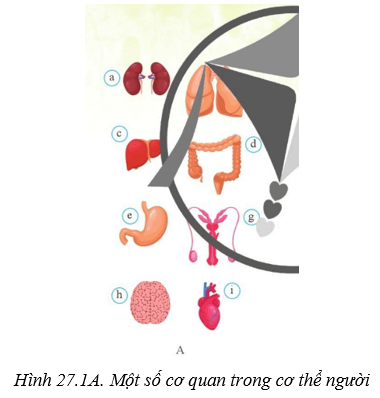 a
c
d
e
g
h
i
A
Hình 27.1A. Một số cơ quan trong cơ thể người